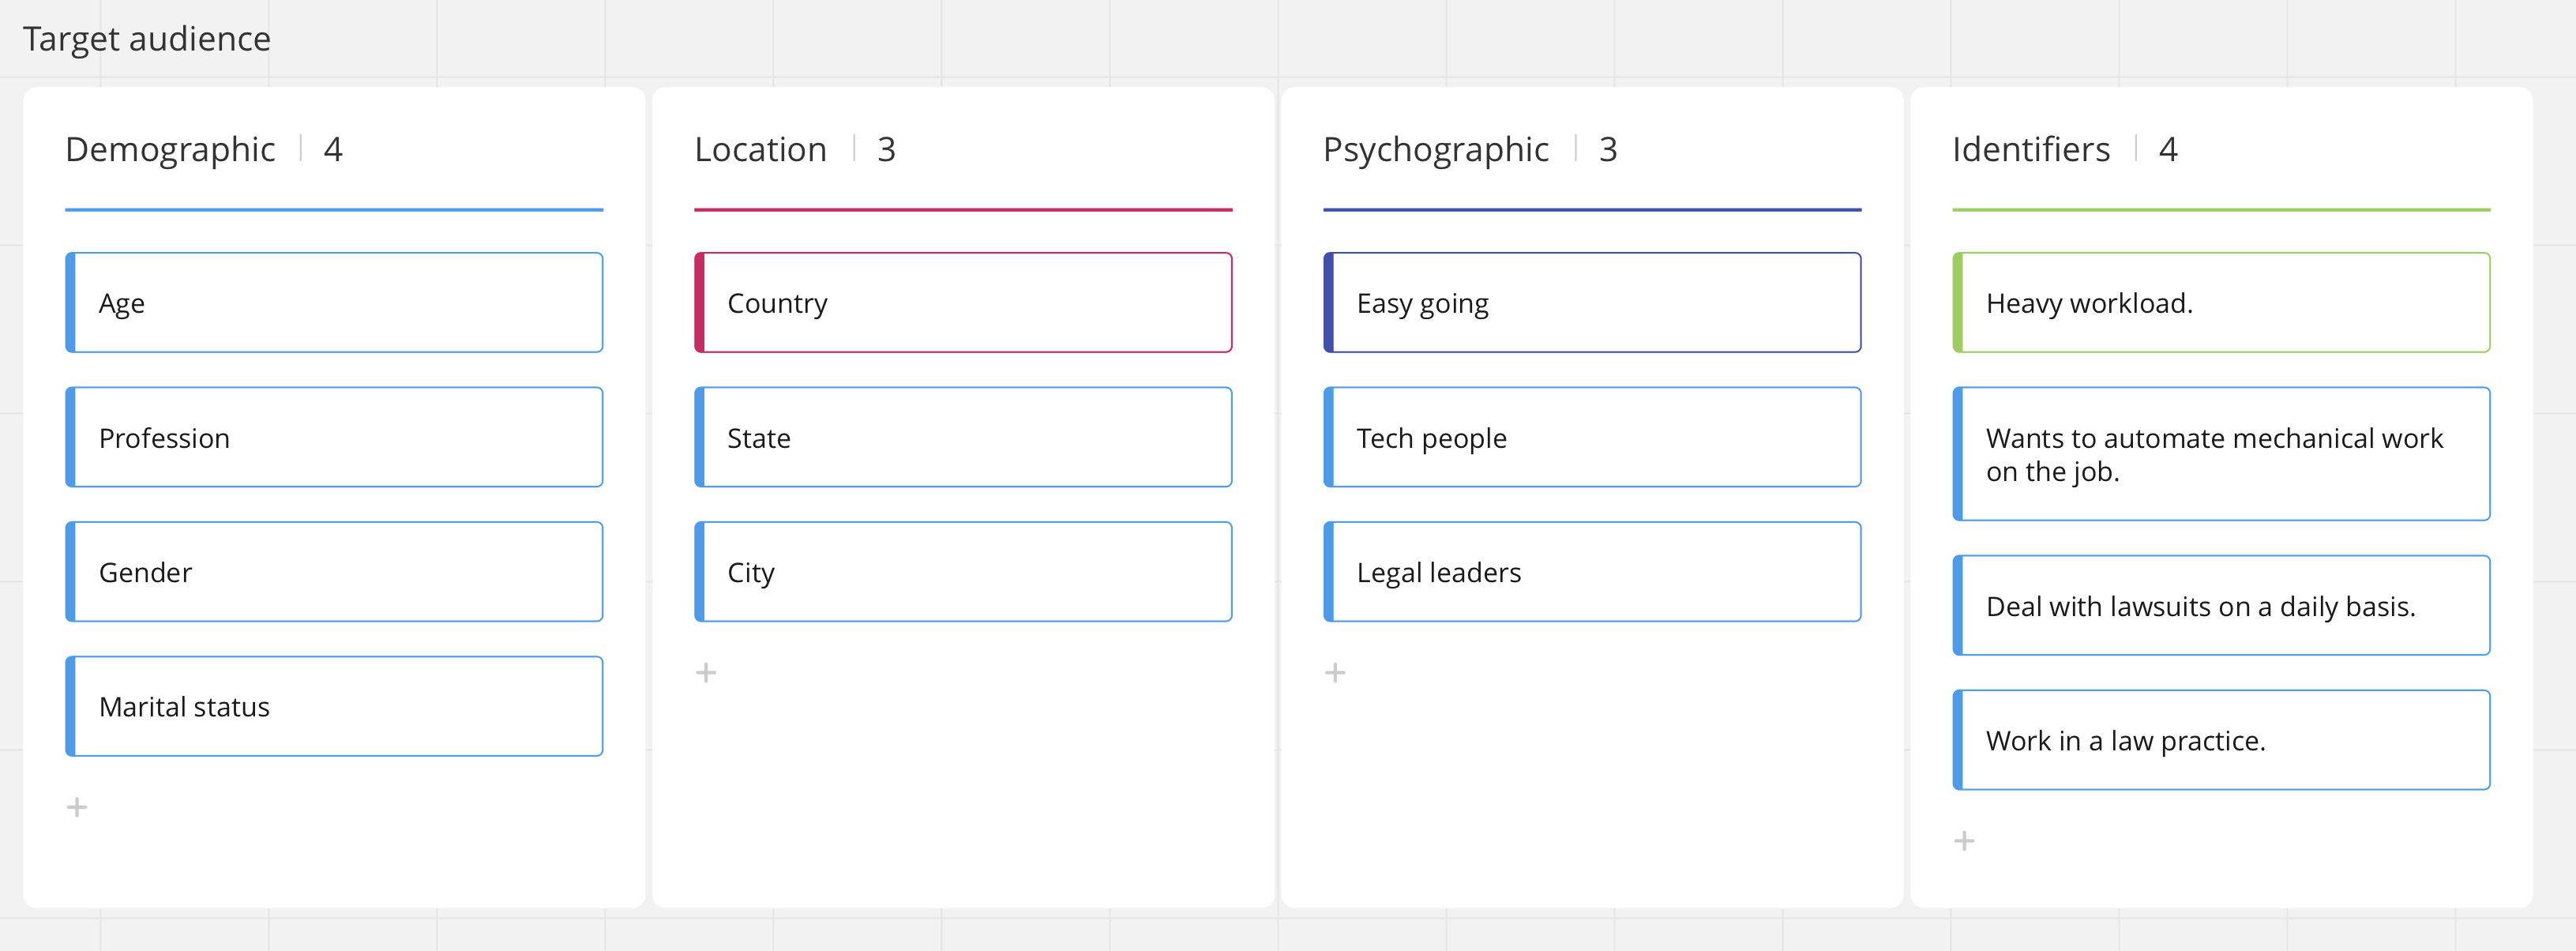 Target audience
Demographic | 4
Age
Profession
Gender
Marital status
Location | 3
Country
State
City
Psychographic | 3
Easy going
Tech people
Legal leaders
Identifiers | 4
Heavy workload.
Wants to automate mechanical work
on the job.
Deal with lawsuits on a daily basis.
Work in a law practice.